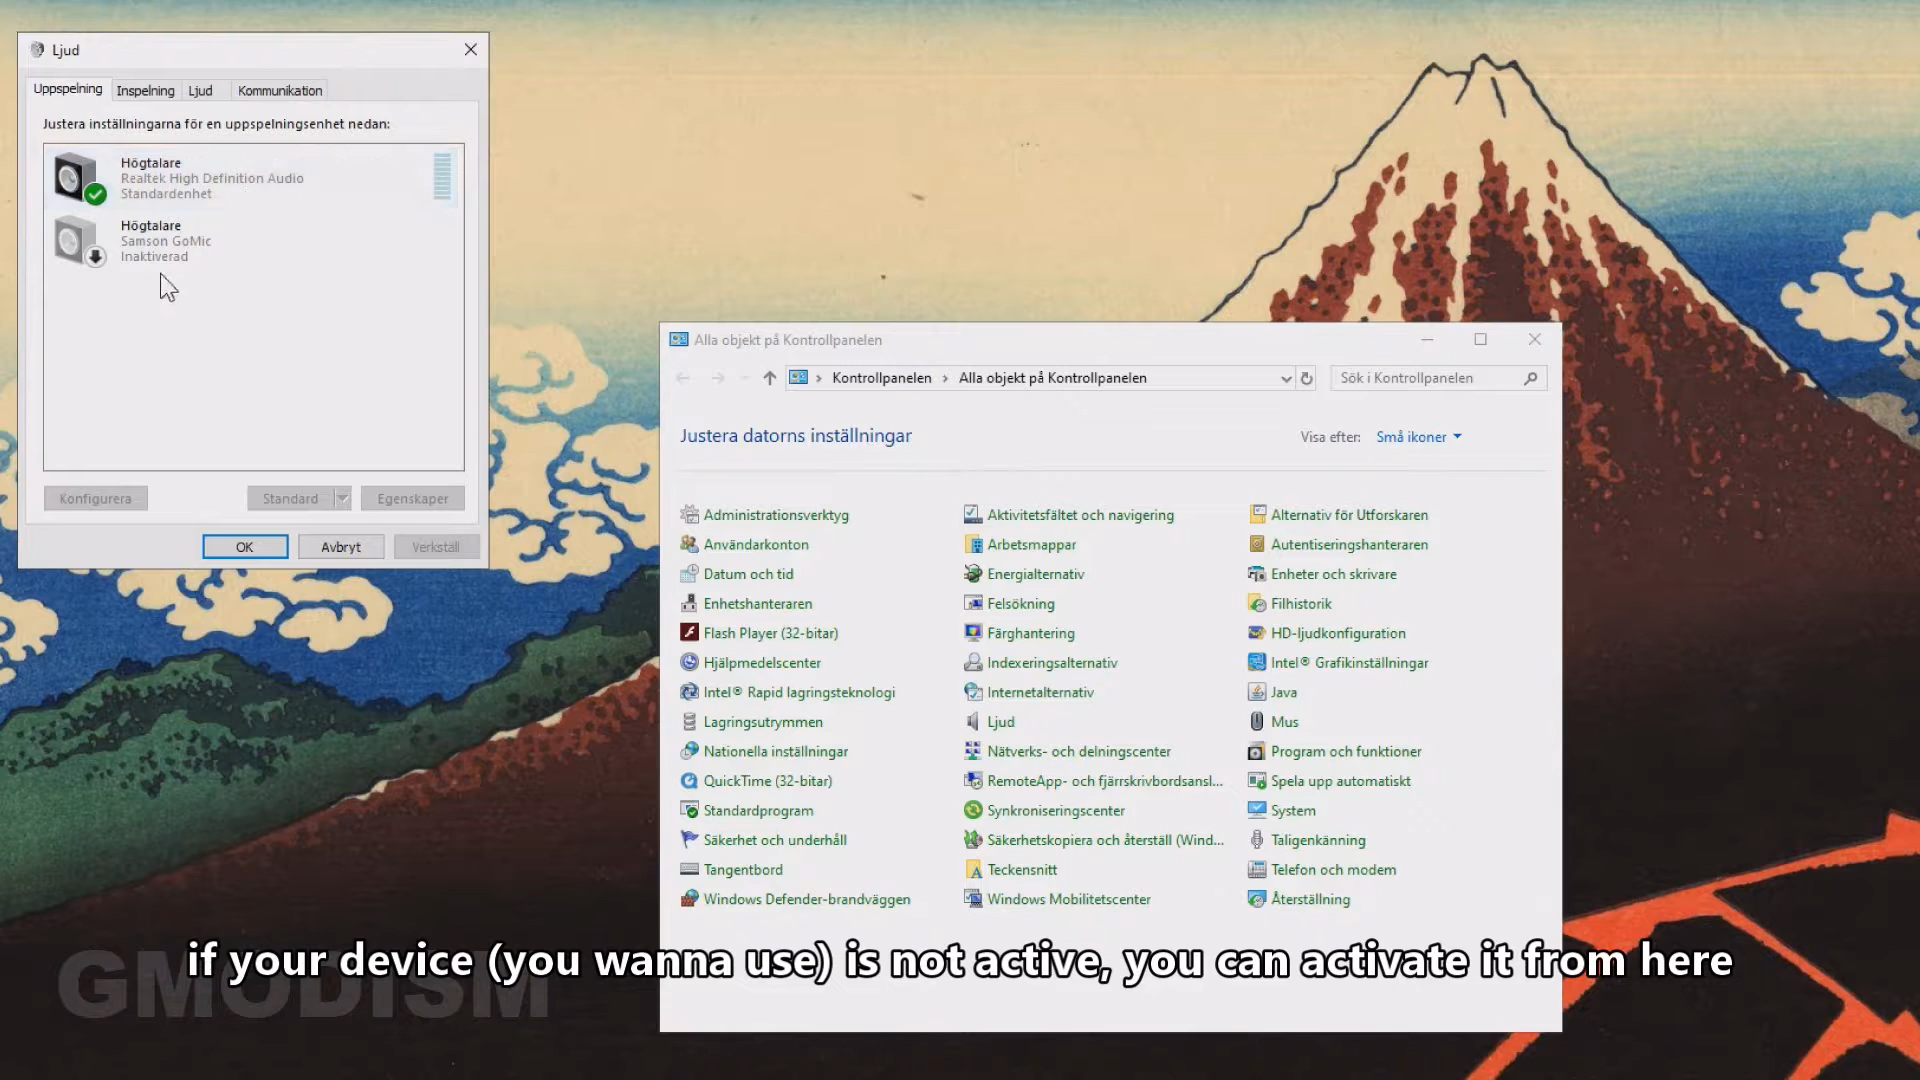 Ljud
Uppspelning Inspelning Ljud Kommunikation
Justera inställningarna för en uppspelningsenhet nedan:
Högtalare
Realtek High Definition Audio
Standardenhet
Högtalare
Samson GoMic
Inaktiverad
Konfigurera Standard Egenskaper
OK Avbryt Verkställ
Alla objekt på Kontrollpanelen
Kontrollpanelen Alla objekt på Kontrollpanelen Sök i Kontrollpanelen
Justera datorns inställningar Visa efter: Små ikoner
Administrationsverktyg Aktivitetsfältet och navigering Alternativ för Utforskaren
Användarkonton Arbetsmappar Autentiseringshanteraren
Datum och tid Energialternativ Enheter och skrivare
Enhetshanteraren Felsökning Filhistorik
Flash Player (32-bitar) Färghantering HD-ljudkonfiguration
Hjälpmedelscenter Indexeringsalternativ Intel® Grafikinställningar
Intel® Rapid lagringsteknologi Internetalternativ Java
Lagringsutrymmen Ljud Mus
Nationella inställningar Nätverks- och delningscenter Program och funktioner
QuickTime (32-bitar) RemoteApp- och fjärrskrivbordsansl... Spela upp automatiskt
Standardprogram Synkroniseringscenter System
Säkerhet och underhåll Säkerhetskopiera och återställ (Wind... Taligenkänning
Tangentbord Teckensnitt Telefon och modem
Windows Defender-brandväggen Windows Mobilitetscenter Återställning
if your device (you wanna use) is not active, you can activate it from here
GMODISM